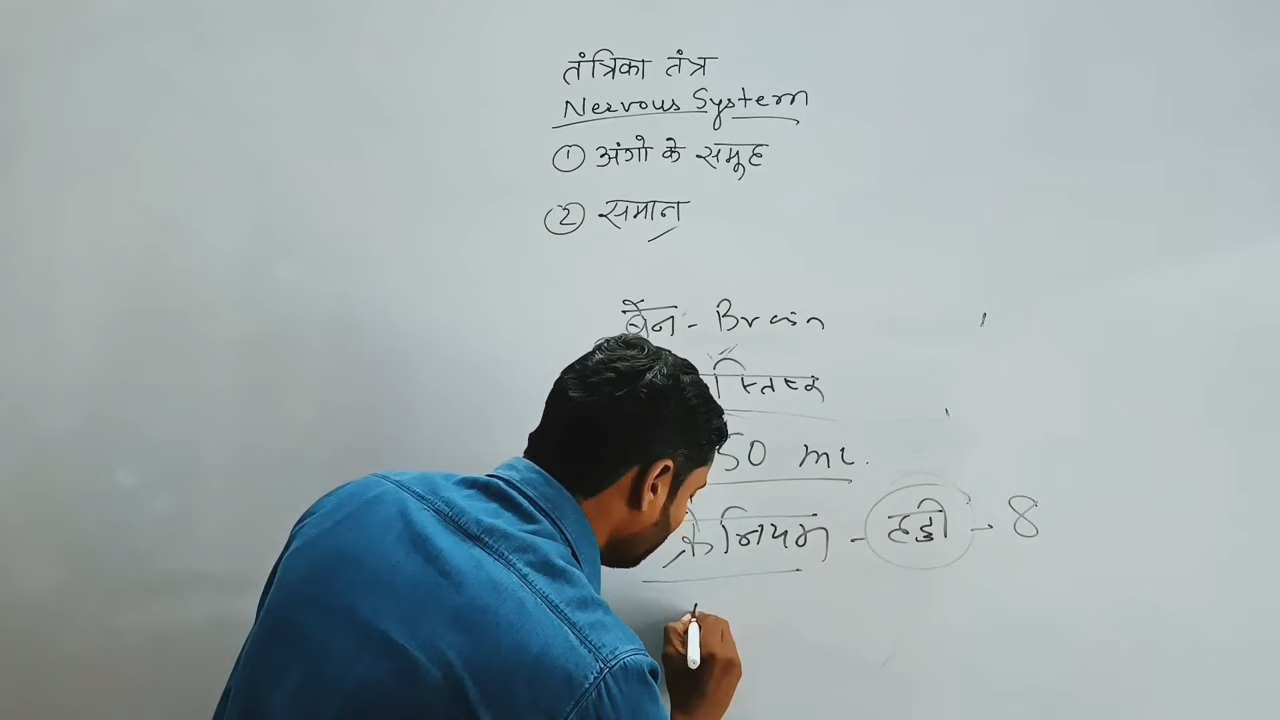 तंत्रिका तंत्र
Nervous System
① अंगो के समूह
② समान
ब्रेन - Brain
स्तिष्क
50 mL.
क्रेनियम - हड्डी - 8